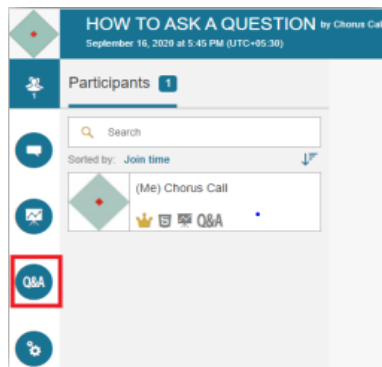 HOW TO ASK A QUESTION by Chorus Cal
September 16, 2020 at 5:45 PM (UTC+05:30)
1
Participants 1
Search
Sorted by: Join time
(Me) Chorus Call
Q&A
Q&A